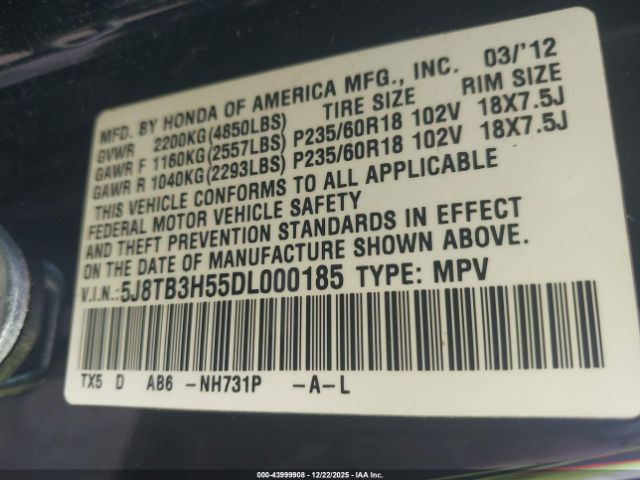 MFD. BY HONDA OF AMERICA MFG., INC. 03/'12
GVWR 2200KG(4850LBS) TIRE SIZE RIM SIZE
GAWR F 1160KG(2557LBS) P235/60R18 102V 18X7.5J
GAWR R 1040KG(2293LBS) P235/60R18 102V 18X7.5J
THIS VEHICLE CONFORMS TO ALL APPLICABLE
FEDERAL MOTOR VEHICLE SAFETY
AND THEFT PREVENTION STANDARDS IN EFFECT
ON THE DATE OF MANUFACTURE SHOWN ABOVE.
V.I.N.:5J8TB3H55DL000185 TYPE: MPV
TX5 D AB6 -NH731P -A-L
000-43999908 - 12/22/2025 - IAA Inc.